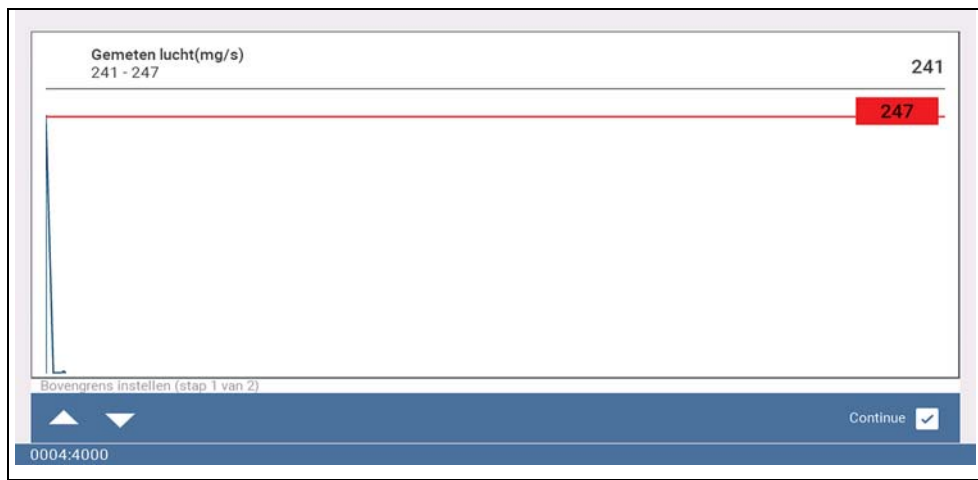 Gemeten lucht(mg/s)
241 - 247
241
247
Bovengrens instellen (stap 1 van 2)
Continue
0004:4000